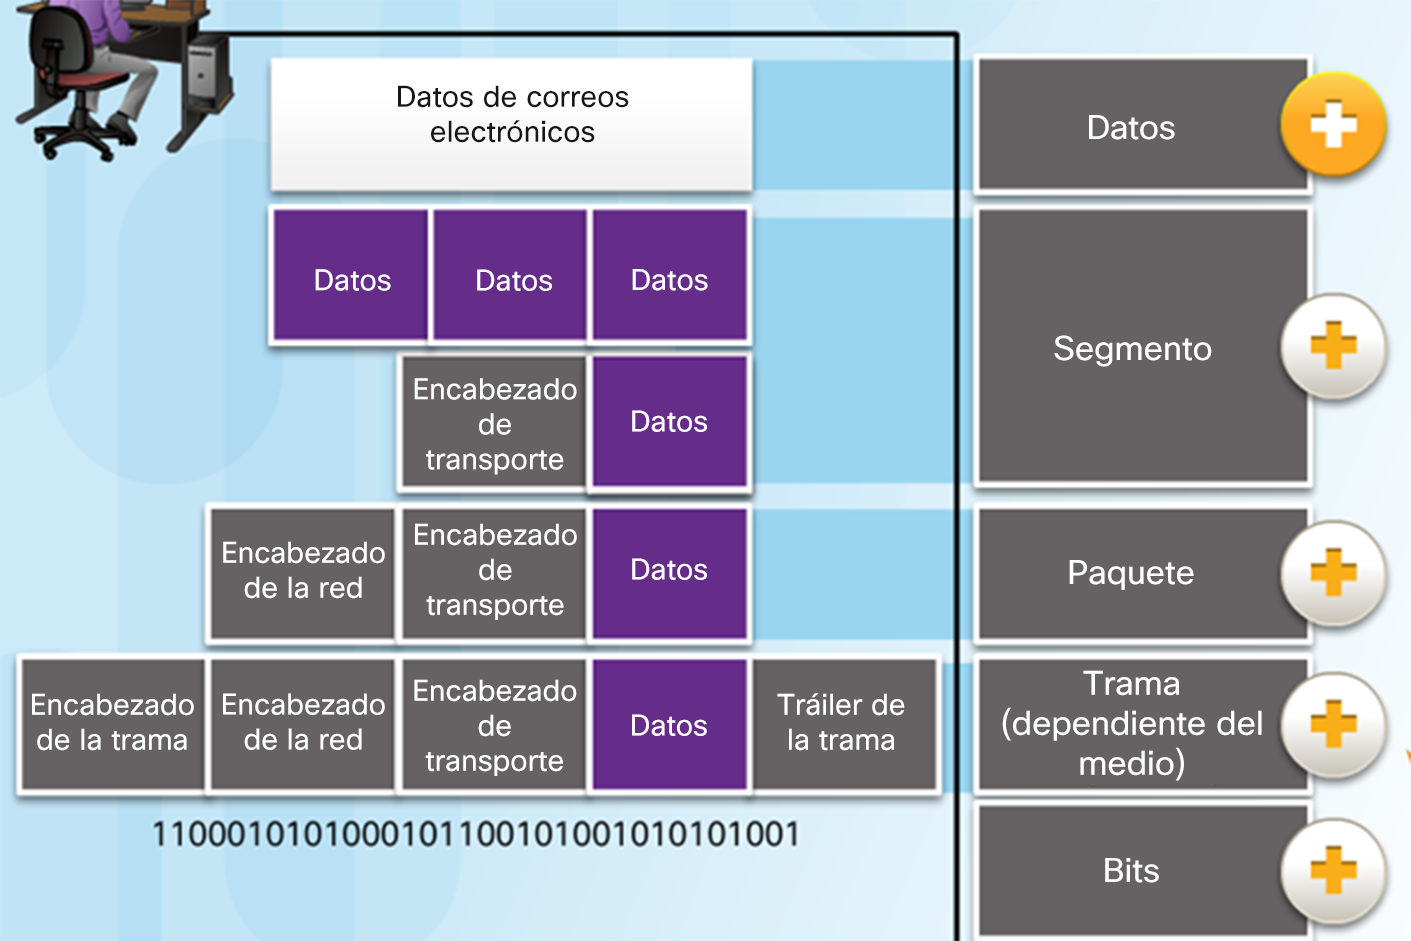 Datos de correos
electrónicos
Datos
Datos
Datos
Datos
Segmento
Encabezado
de
transporte
Datos
Encabezado
de la red
Encabezado
de
transporte
Datos
Paquete
Encabezado
de la trama
Encabezado
de la red
Encabezado
de
transporte
Datos
Tráiler de
la trama
Trama
(dependiente del
medio)
1100010101000101100101001010101001
Bits